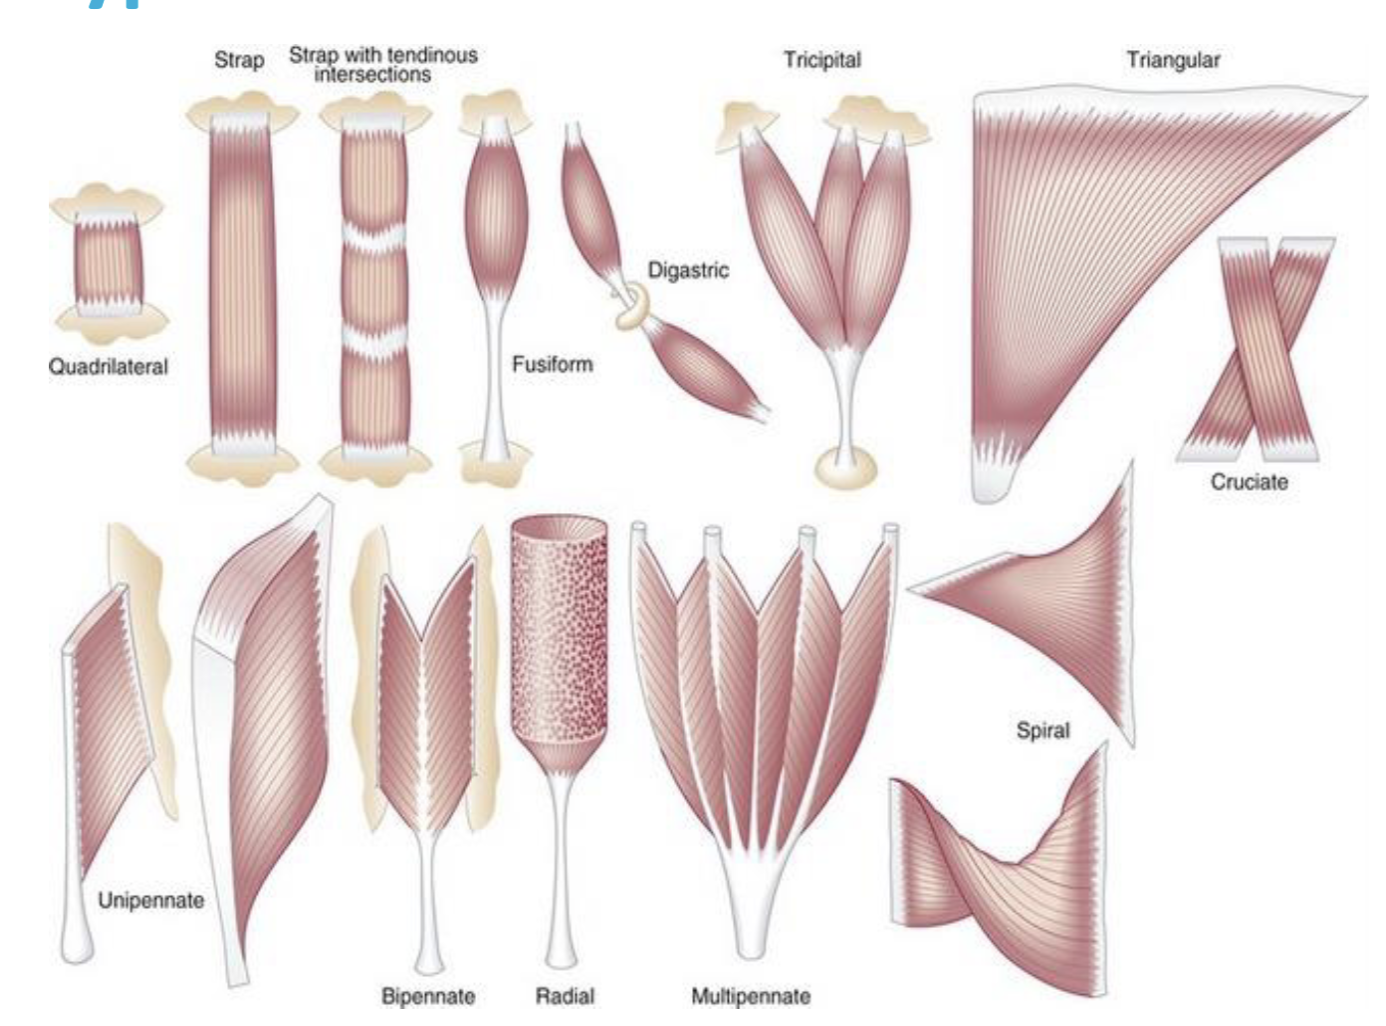 Strap
Strap with tendinous
intersections
Tricipital
Triangular
Digastric
Quadrilateral
Fusiform
Cruciate
Spiral
Unipennate
Bipennate
Radial
Multipennate